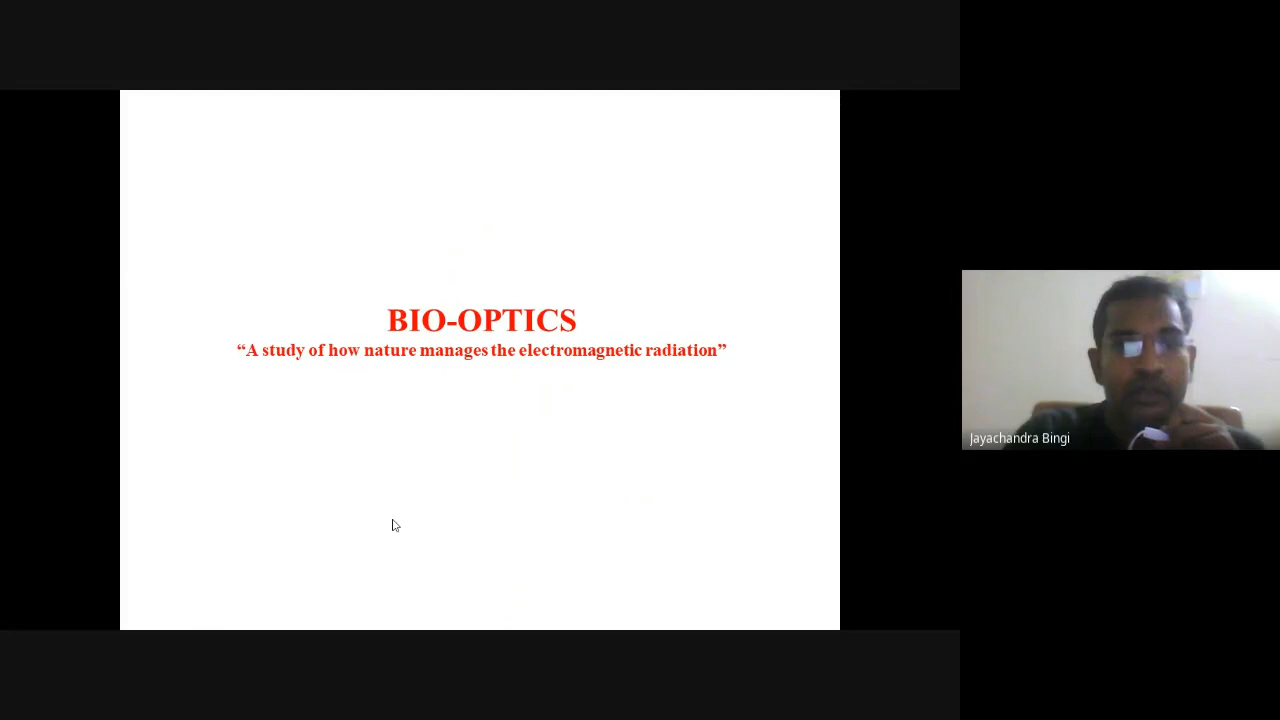 BIO-OPTICS
“A study of how nature manages the electromagnetic radiation”
Jayachandra Bingi